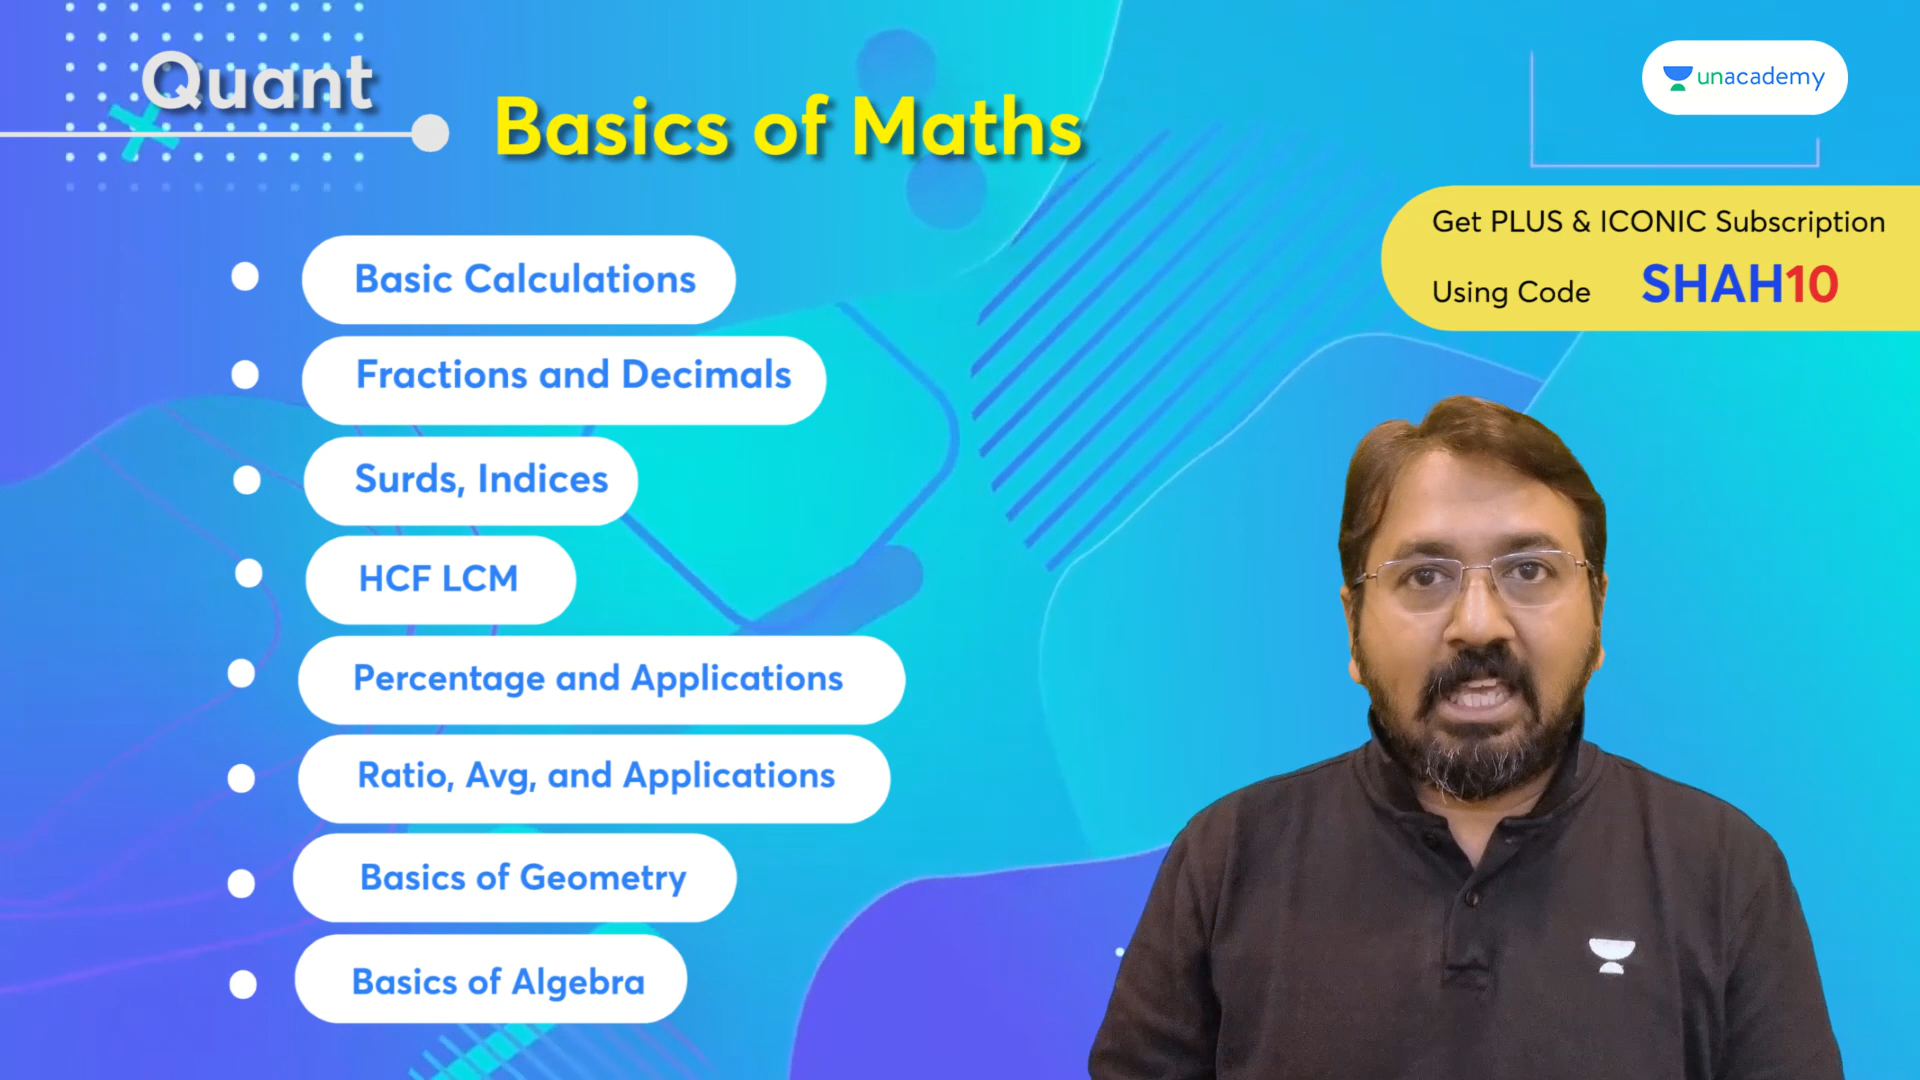 Quant
Basics of Maths
unacademy
Get PLUS & ICONIC Subscription
Using Code SHAH10
Basic Calculations
Fractions and Decimals
Surds, Indices
HCF LCM
Percentage and Applications
Ratio, Avg, and Applications
Basics of Geometry
Basics of Algebra